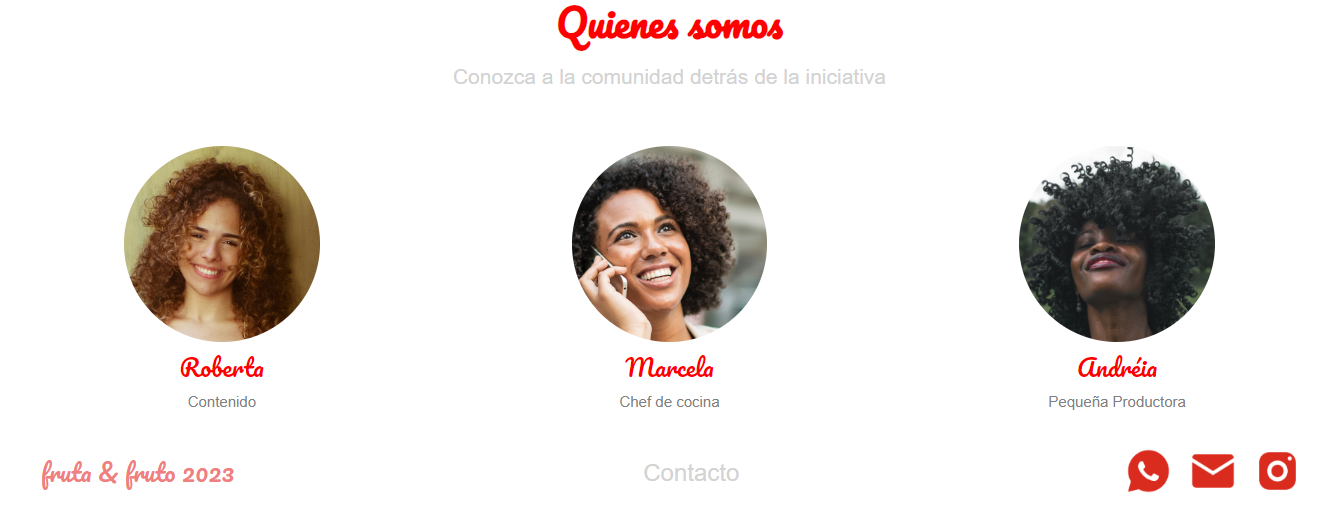 Quienes somos
Conozca a la comunidad detrás de la iniciativa
Roberta
Contenido
Marcela
Chef de cocina
Andréia
Pequeña Productora
fruta & fruto 2023
Contacto